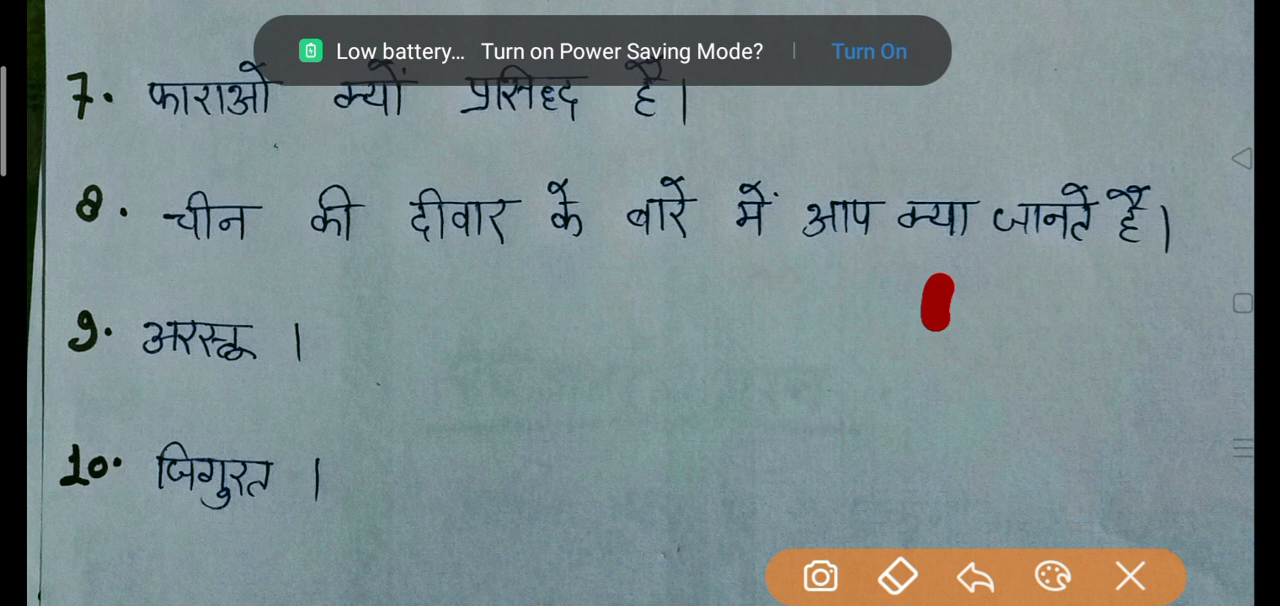 Low battery... Turn on Power Saving Mode? | Turn On
7. फाराओ क्यों प्रसिध्द है।
8. चीन की दीवार के बारे में आप क्या जानते हैं।
9. अरस्तू ।
10. जिगुरत ।